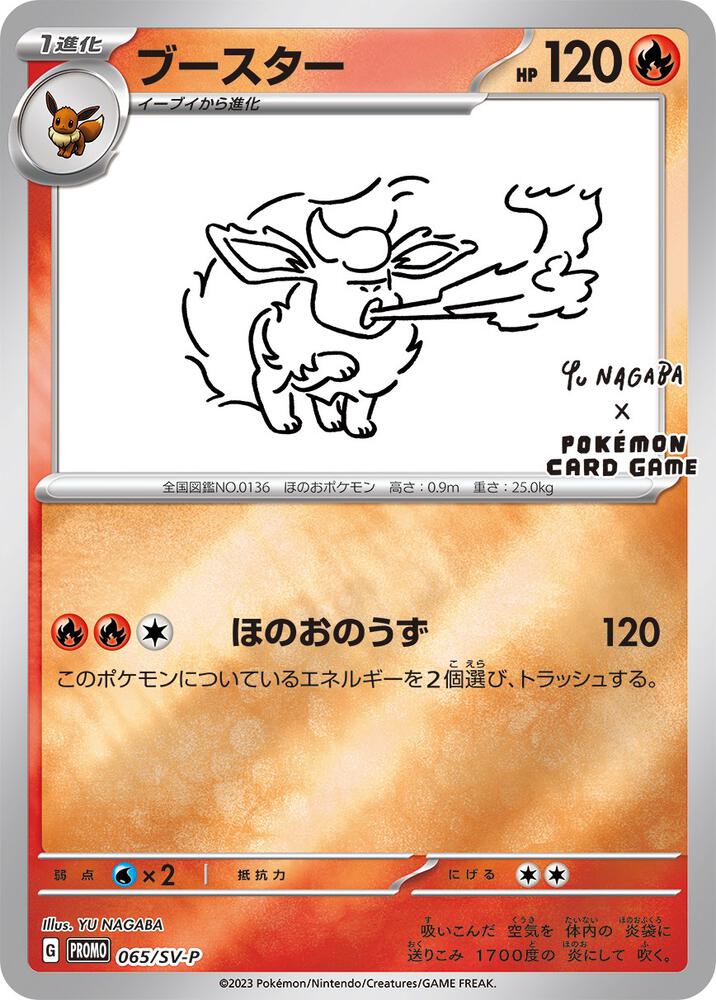 1進化
ブースター
HP 120
イーブイから進化
YU NAGABA
×
POKÉMON
CARD GAME
全国図鑑NO.0136 ほのおポケモン 高さ:0.9m 重さ:25.0kg
ほのおのうず 120
このポケモンについているエネルギーを2個選び、トラッシュする。
弱点 ×2 抵抗力 にげる
Illus. YU NAGABA
G PROMO 065/SV-P
吸いこんだ 空気を 体内の 炎袋に
送りこみ 1700度の 炎にして 吹く。
©2023 Pokémon/Nintendo/Creatures/GAME FREAK.